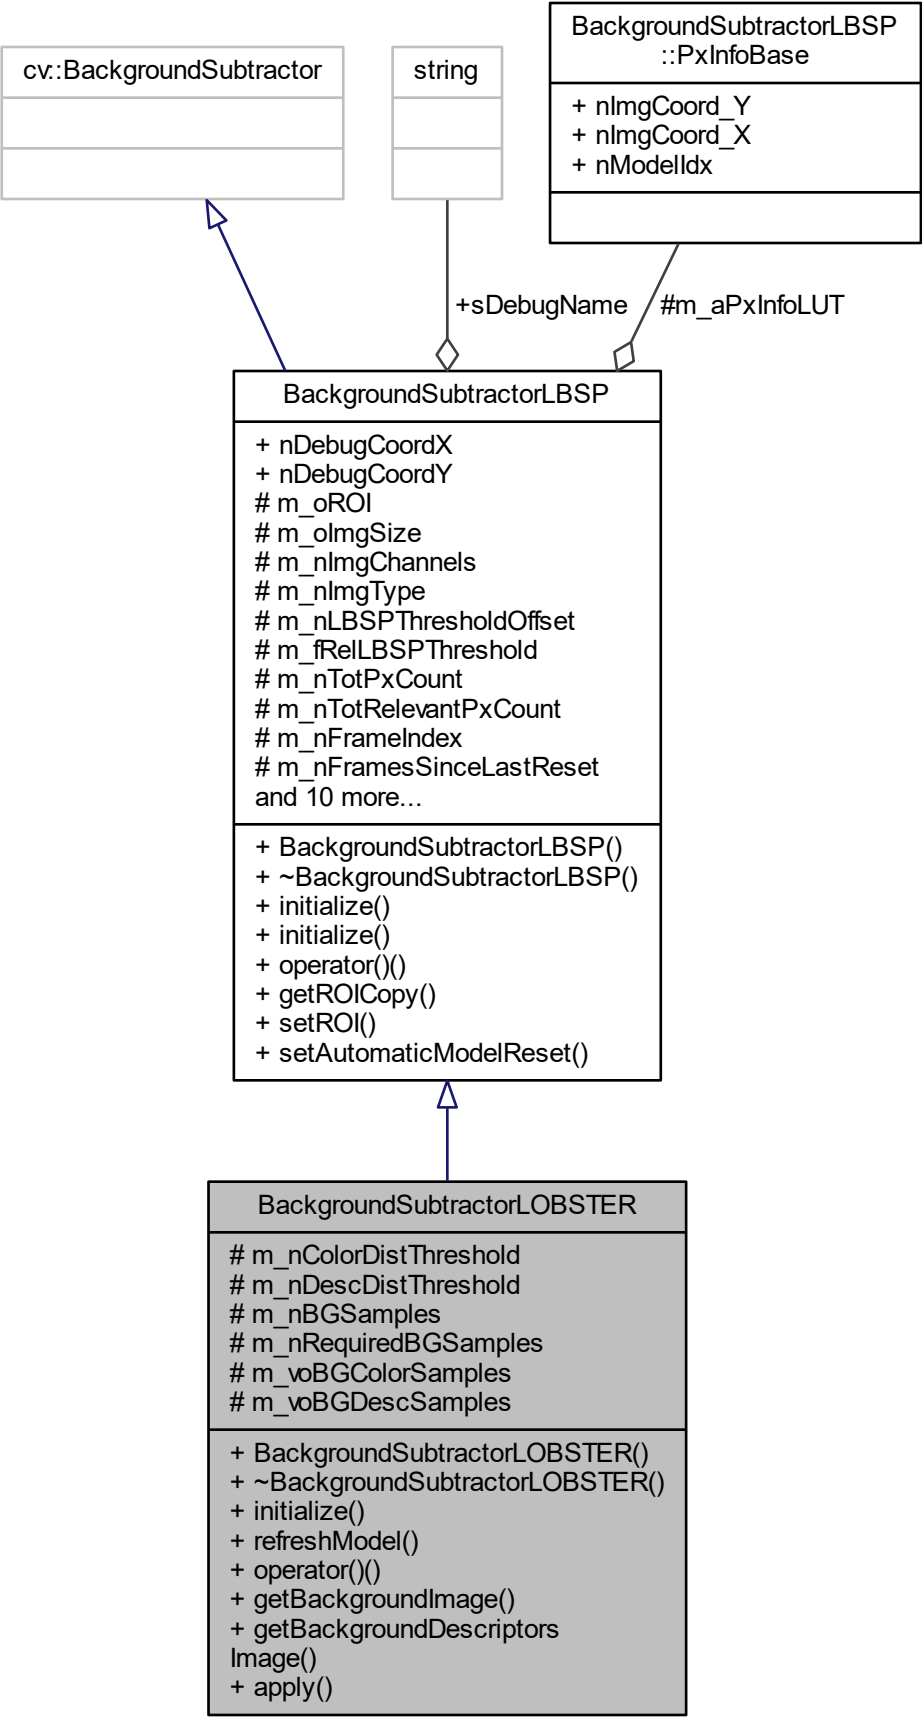 cv::BackgroundSubtractor
string
BackgroundSubtractorLBSP
::PxInfoBase
+ nImgCoord_Y
+ nImgCoord_X
+ nModelIdx
+sDebugName
#m_aPxInfoLUT
BackgroundSubtractorLBSP
+ nDebugCoordX
+ nDebugCoordY
# m_oROI
# m_oImgSize
# m_nImgChannels
# m_nImgType
# m_nLBSPThresholdOffset
# m_fRelLBSPThreshold
# m_nTotPxCount
# m_nTotRelevantPxCount
# m_nFrameIndex
# m_nFramesSinceLastReset
and 10 more...
+ BackgroundSubtractorLBSP()
+ ~BackgroundSubtractorLBSP()
+ initialize()
+ initialize()
+ operator()()
+ getROICopy()
+ setROI()
+ setAutomaticModelReset()
BackgroundSubtractorLOBSTER
# m_nColorDistThreshold
# m_nDescDistThreshold
# m_nBGSamples
# m_nRequiredBGSamples
# m_voBGColorSamples
# m_voBGDescSamples
+ BackgroundSubtractorLOBSTER()
+ ~BackgroundSubtractorLOBSTER()
+ initialize()
+ refreshModel()
+ operator()()
+ getBackgroundImage()
+ getBackgroundDescriptors
Image()
+ apply()